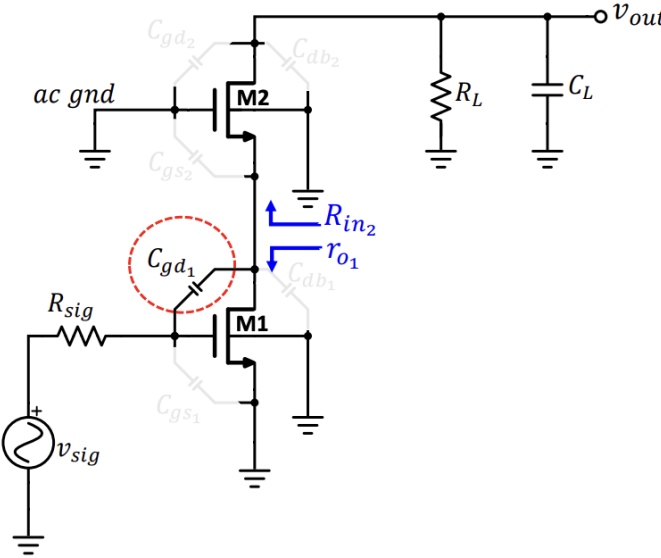 v_out
C_gd2
C_db2
ac gnd
M2
R_L
C_L
C_gs2
R_in2
r_o1
C_gd1
C_db1
R_sig
M1
C_gs1
+
v_sig